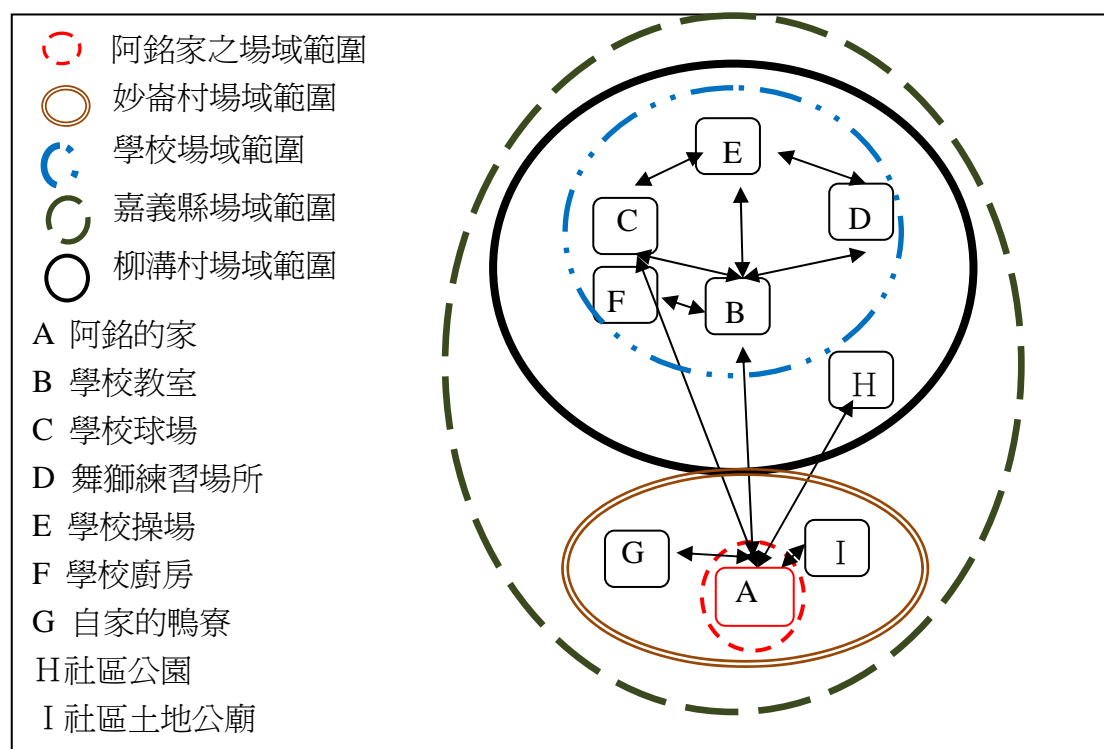 阿銘家之場域範圍
妙崙村場域範圍
學校場域範圍
嘉義縣場域範圍
柳溝村場域範圍
A 阿銘的家
B 學校教室
C 學校球場
D 舞獅練習場所
E 學校操場
F 學校廚房
G 自家的鴨寮
Ｈ社區公園
Ｉ社區土地公廟
E
C
D
F
B
Ｈ
G
Ｉ
A